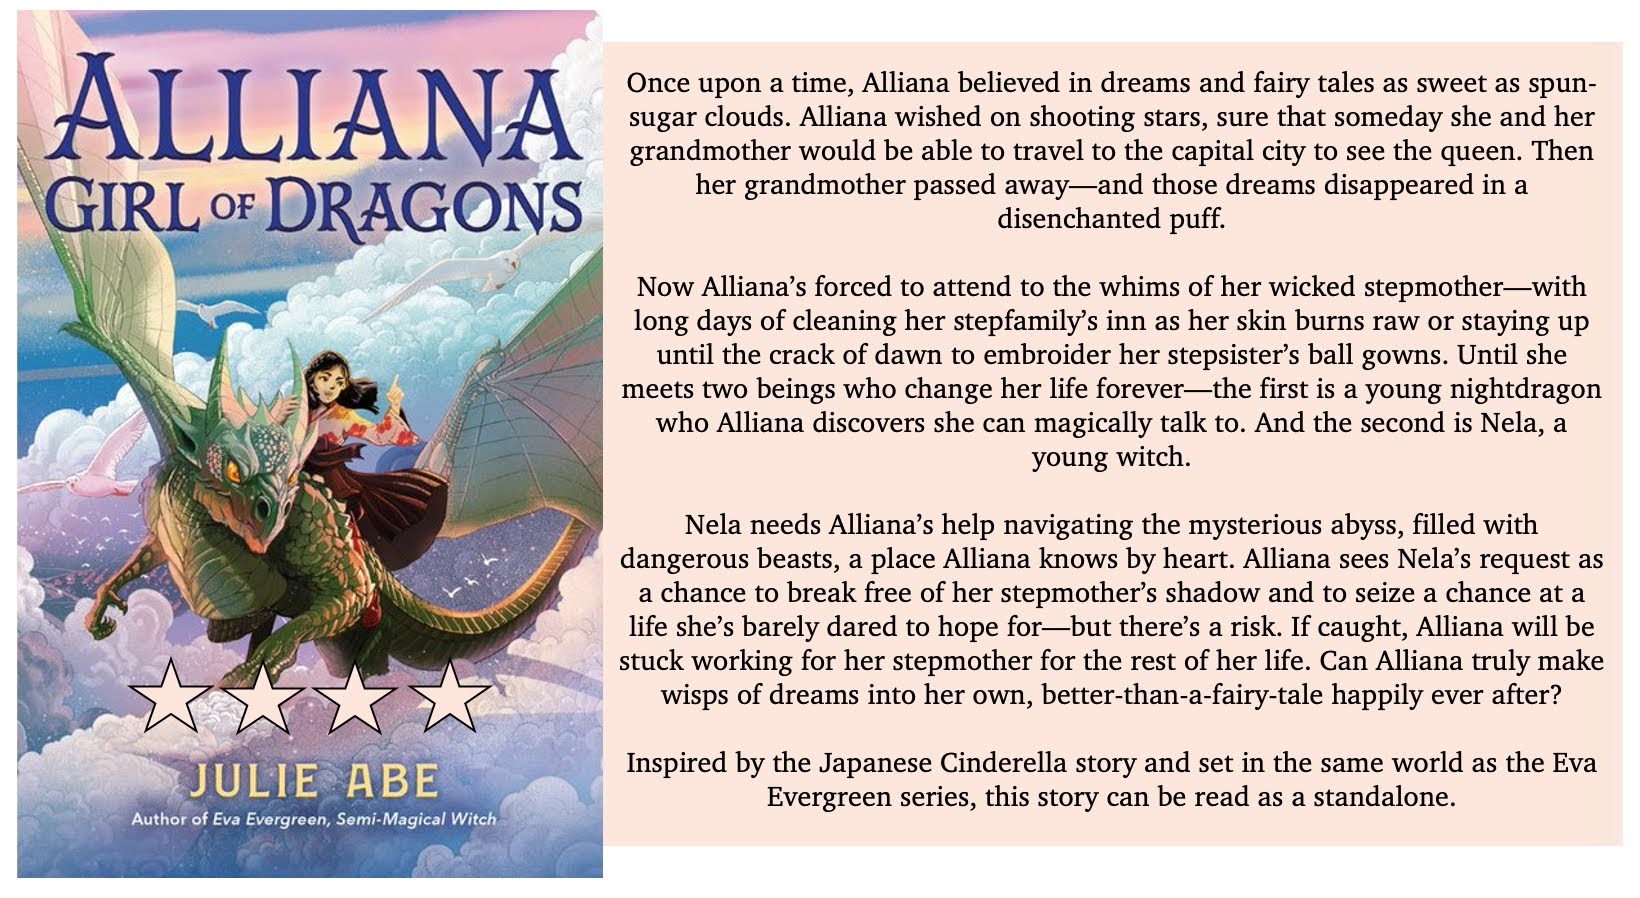 ALLIANA
GIRL OF DRAGONS
JULIE ABE
Author of Eva Evergreen, Semi-Magical Witch
Once upon a time, Alliana believed in dreams and fairy tales as sweet as spun-
sugar clouds. Alliana wished on shooting stars, sure that someday she and her
grandmother would be able to travel to the capital city to see the queen. Then
her grandmother passed away—and those dreams disappeared in a
disenchanted puff.
Now Alliana’s forced to attend to the whims of her wicked stepmother—with
long days of cleaning her stepfamily’s inn as her skin burns raw or staying up
until the crack of dawn to embroider her stepsister’s ball gowns. Until she
meets two beings who change her life forever—the first is a young nightdragon
who Alliana discovers she can magically talk to. And the second is Nela, a
young witch.
Nela needs Alliana’s help navigating the mysterious abyss, filled with
dangerous beasts, a place Alliana knows by heart. Alliana sees Nela’s request as
a chance to break free of her stepmother’s shadow and to seize a chance at a
life she’s barely dared to hope for—but there’s a risk. If caught, Alliana will be
stuck working for her stepmother for the rest of her life. Can Alliana truly make
wisps of dreams into her own, better-than-a-fairy-tale happily ever after?
Inspired by the Japanese Cinderella story and set in the same world as the Eva
Evergreen series, this story can be read as a standalone.